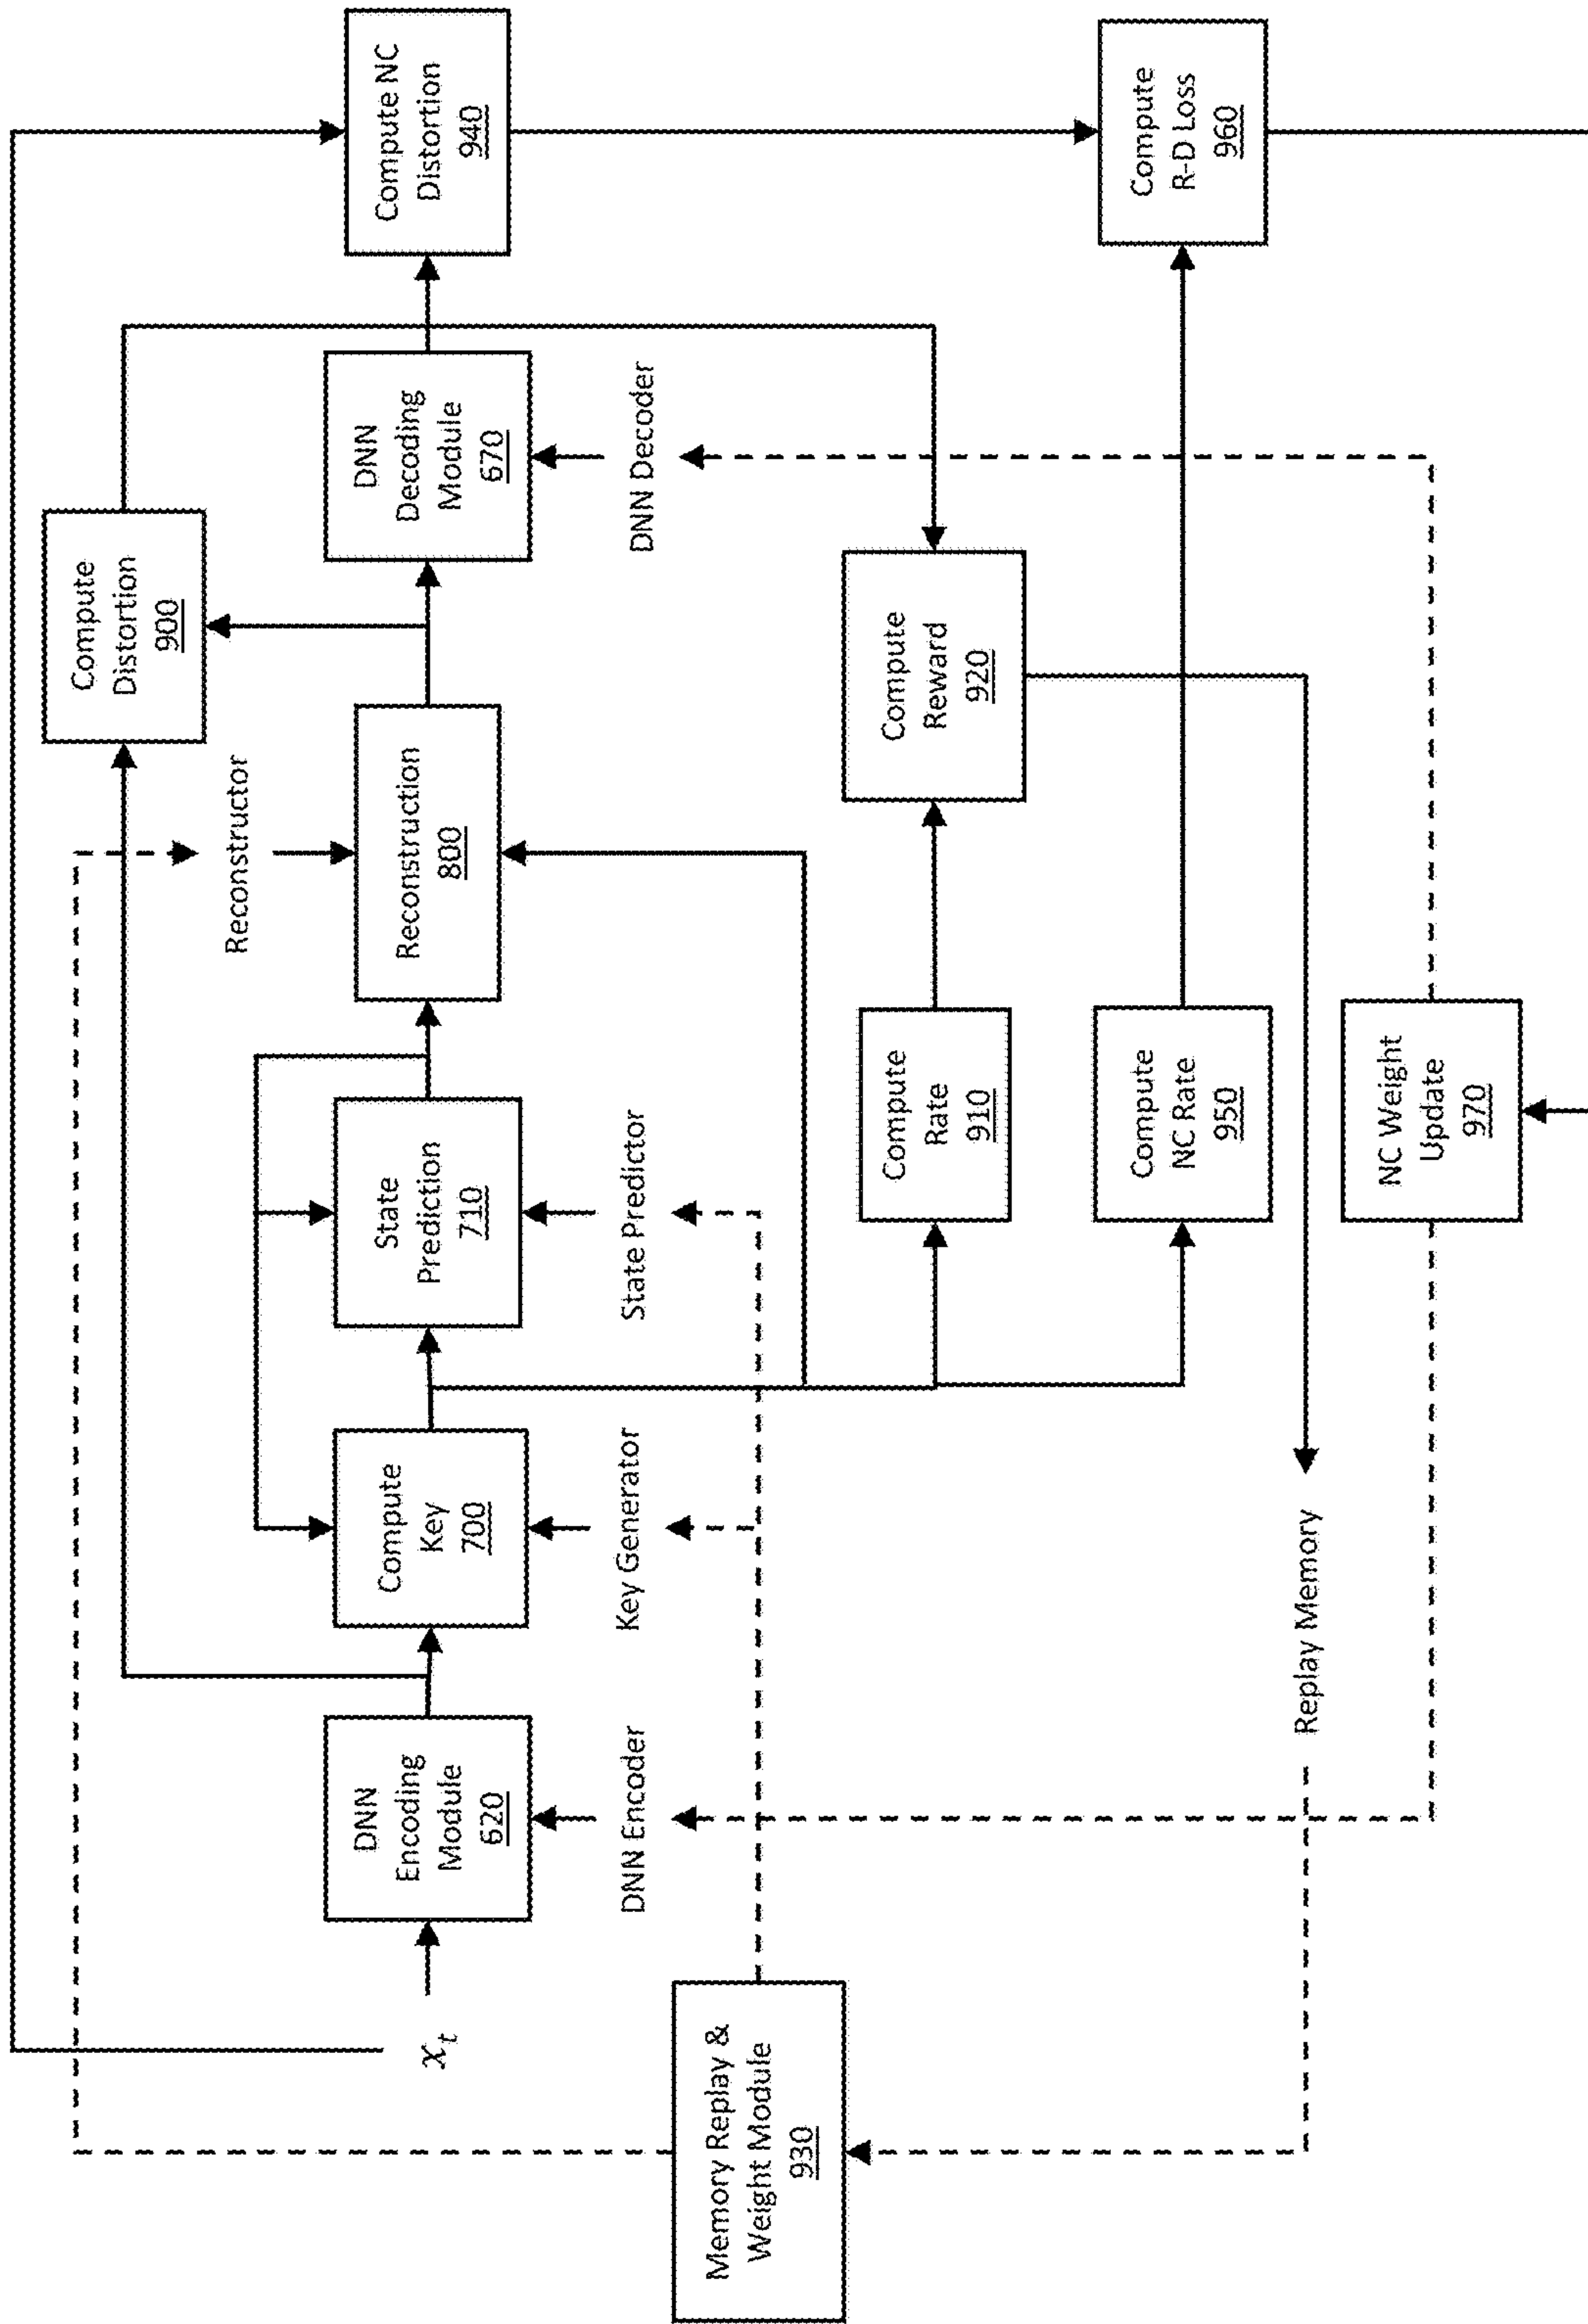 x_t
DNN
Encoding
Module
620
Compute
Key
700
State
Prediction
710
Reconstruction
800
DNN
Decoding
Module
670
Compute NC
Distortion
940
Reconstructor
Compute
Distortion
900
DNN Encoder
Key Generator
State Predictor
DNN Decoder
Memory Replay &
Weight Module
930
Compute
Rate
910
Compute
Reward
920
Compute
NC Rate
950
Compute
R-D Loss
960
Replay Memory
NC Weight
Update
970